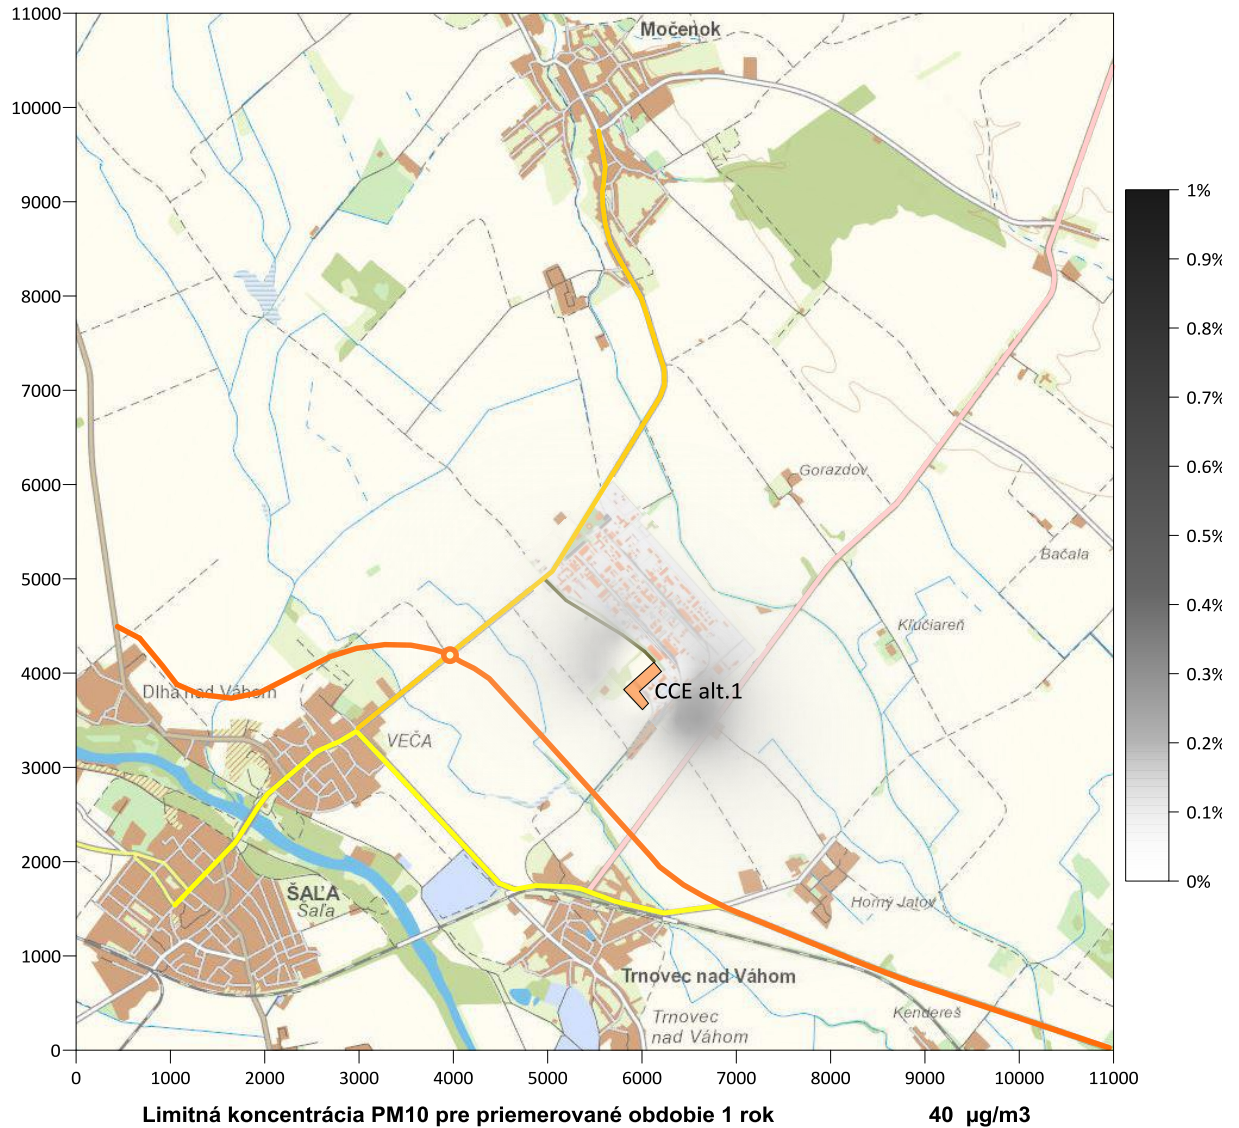 11000
10000
9000
8000
7000
6000
5000
4000
3000
2000
1000
0
Močenok
Gorazdov
Bačala
Kľučiareň
CCE alt.1
Dlhá nad Váhom
VEČA
ŠAĽA
Šaľa
Horný Jatov
Trnovec nad Váhom
Trnovec
nad Váhom
Kendereš
1%
0.9%
0.8%
0.7%
0.6%
0.5%
0.4%
0.3%
0.2%
0.1%
0%
0 1000 2000 3000 4000 5000 6000 7000 8000 9000 10000 11000
Limitná koncentrácia PM10 pre priemerované obdobie 1 rok 40 µg/m3